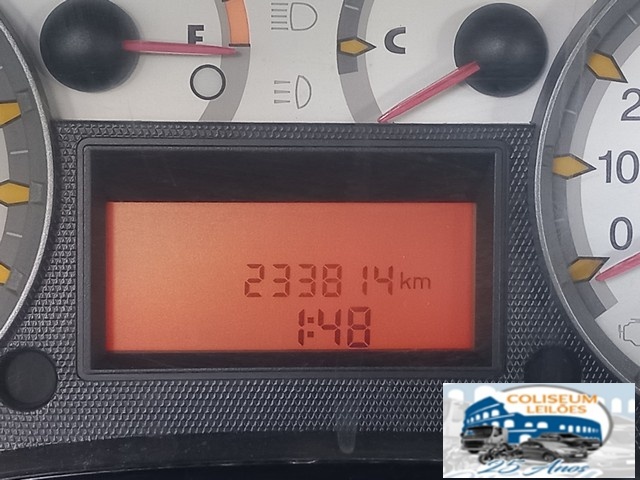 E
C
2
10
0
233814 km
1:48
COLISEUM
LEILÕES
25 Anos